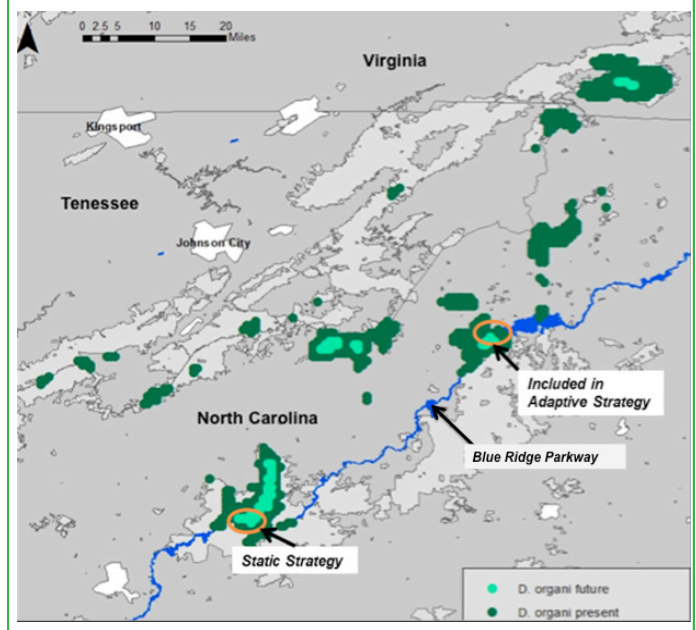 0 2.5 5 10 15 20
Miles
Virginia
Kingsport
Tenessee
Johnson City
Included in
Adaptive Strategy
North Carolina
Blue Ridge Parkway
Static Strategy
D. organi future
D. organi present